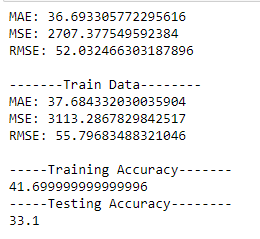 MAE: 36.693305772295616
MSE: 2707.377549592384
RMSE: 52.032466303187896
-------Train Data--------
MAE: 37.684332030035904
MSE: 3113.2867829842517
RMSE: 55.79683488321046
-----Training Accuracy-------
41.699999999999996
-----Testing Accuracy--------
33.1